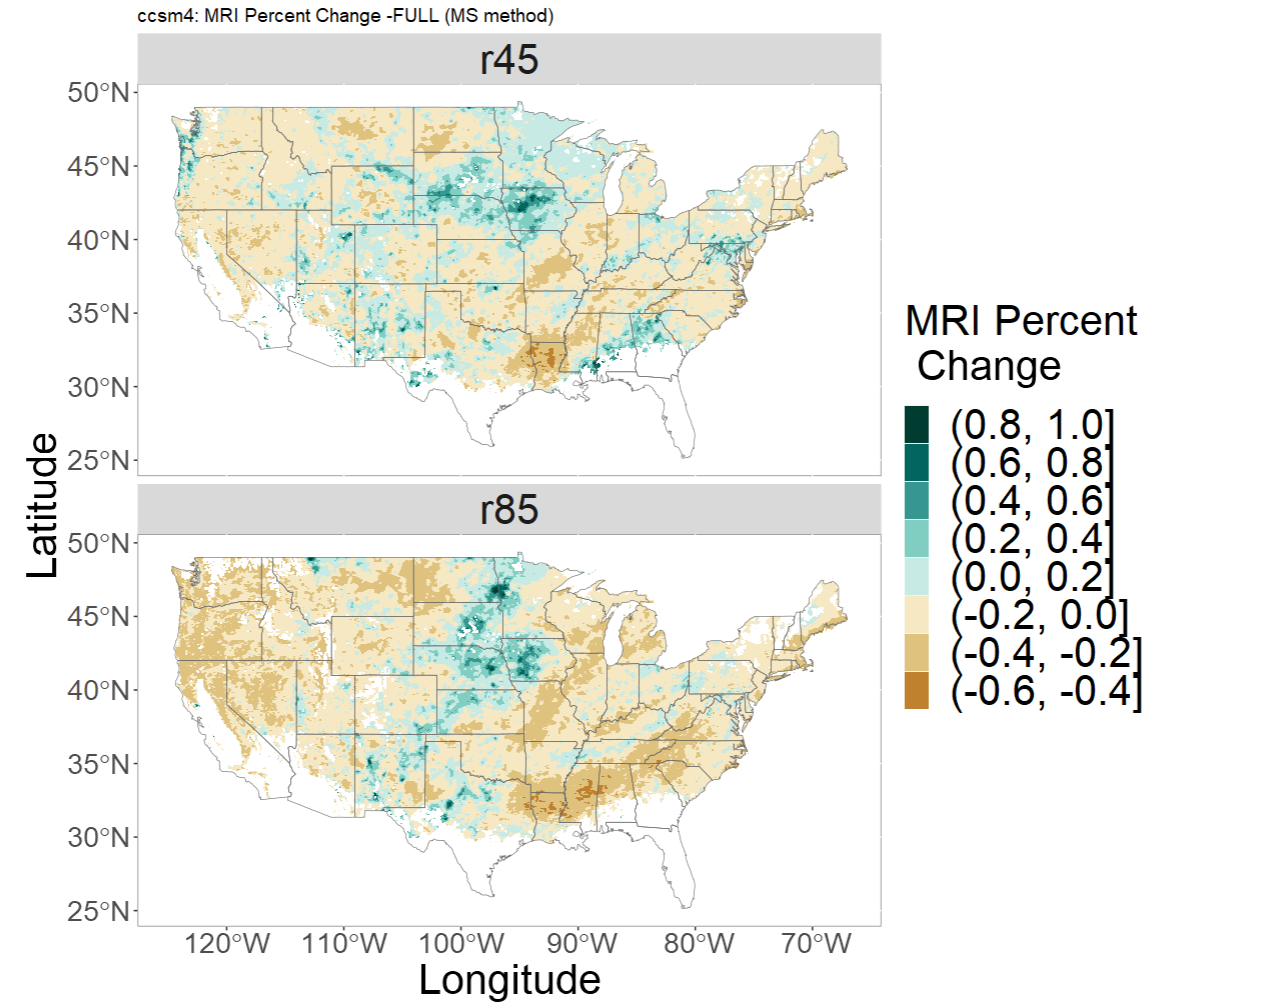 ccsm4: MRI Percent Change -FULL (MS method)
r45
50°N
45°N
40°N
35°N
30°N
25°N
r85
50°N
45°N
40°N
35°N
30°N
25°N
120°W 110°W 100°W 90°W 80°W 70°W
Longitude
Latitude
MRI Percent
Change
(0.8, 1.0]
(0.6, 0.8]
(0.4, 0.6]
(0.2, 0.4]
(0.0, 0.2]
(-0.2, 0.0]
(-0.4, -0.2]
(-0.6, -0.4]